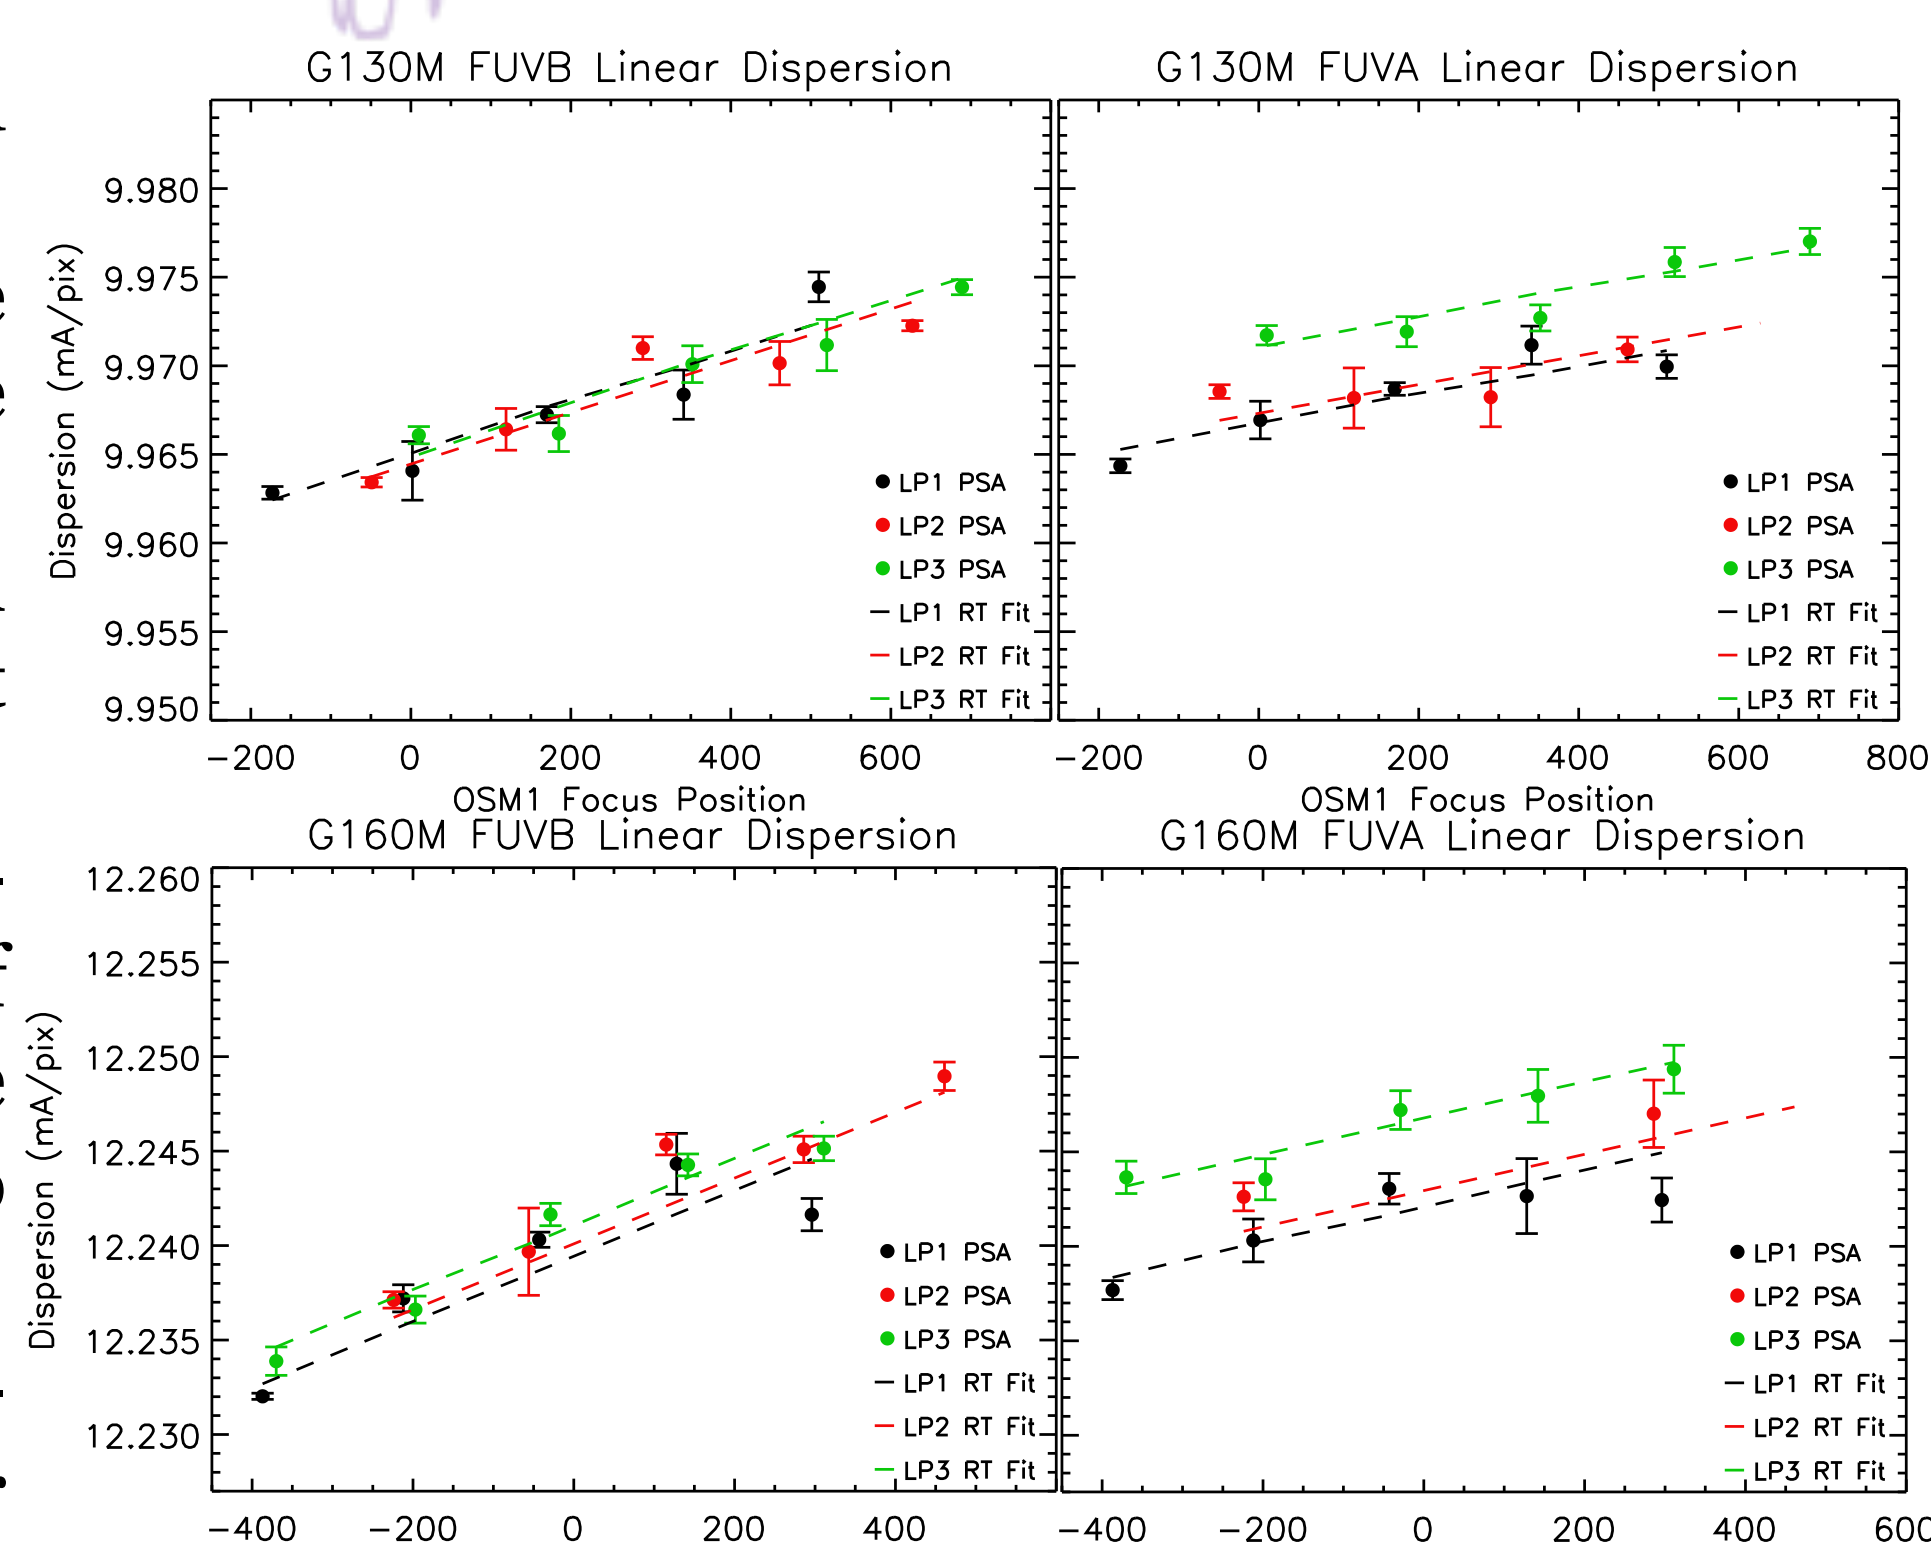 G130M FUVB Linear Dispersion
G130M FUVA Linear Dispersion
Dispersion (mA/pix)
9.980
9.975
9.970
9.965
9.960
9.955
9.950
LP1 PSA
LP2 PSA
LP3 PSA
LP1 RT Fit
LP2 RT Fit
LP3 RT Fit
LP1 PSA
LP2 PSA
LP3 PSA
LP1 RT Fit
LP2 RT Fit
LP3 RT Fit
-200 0 200 400 600
-200 0 200 400 600 800
OSM1 Focus Position
OSM1 Focus Position
G160M FUVB Linear Dispersion
G160M FUVA Linear Dispersion
Dispersion (mA/pix)
12.260
12.255
12.250
12.245
12.240
12.235
12.230
LP1 PSA
LP2 PSA
LP3 PSA
LP1 RT Fit
LP2 RT Fit
LP3 RT Fit
LP1 PSA
LP2 PSA
LP3 PSA
LP1 RT Fit
LP2 RT Fit
LP3 RT Fit
-400 -200 0 200 400
-400 -200 0 200 400 600